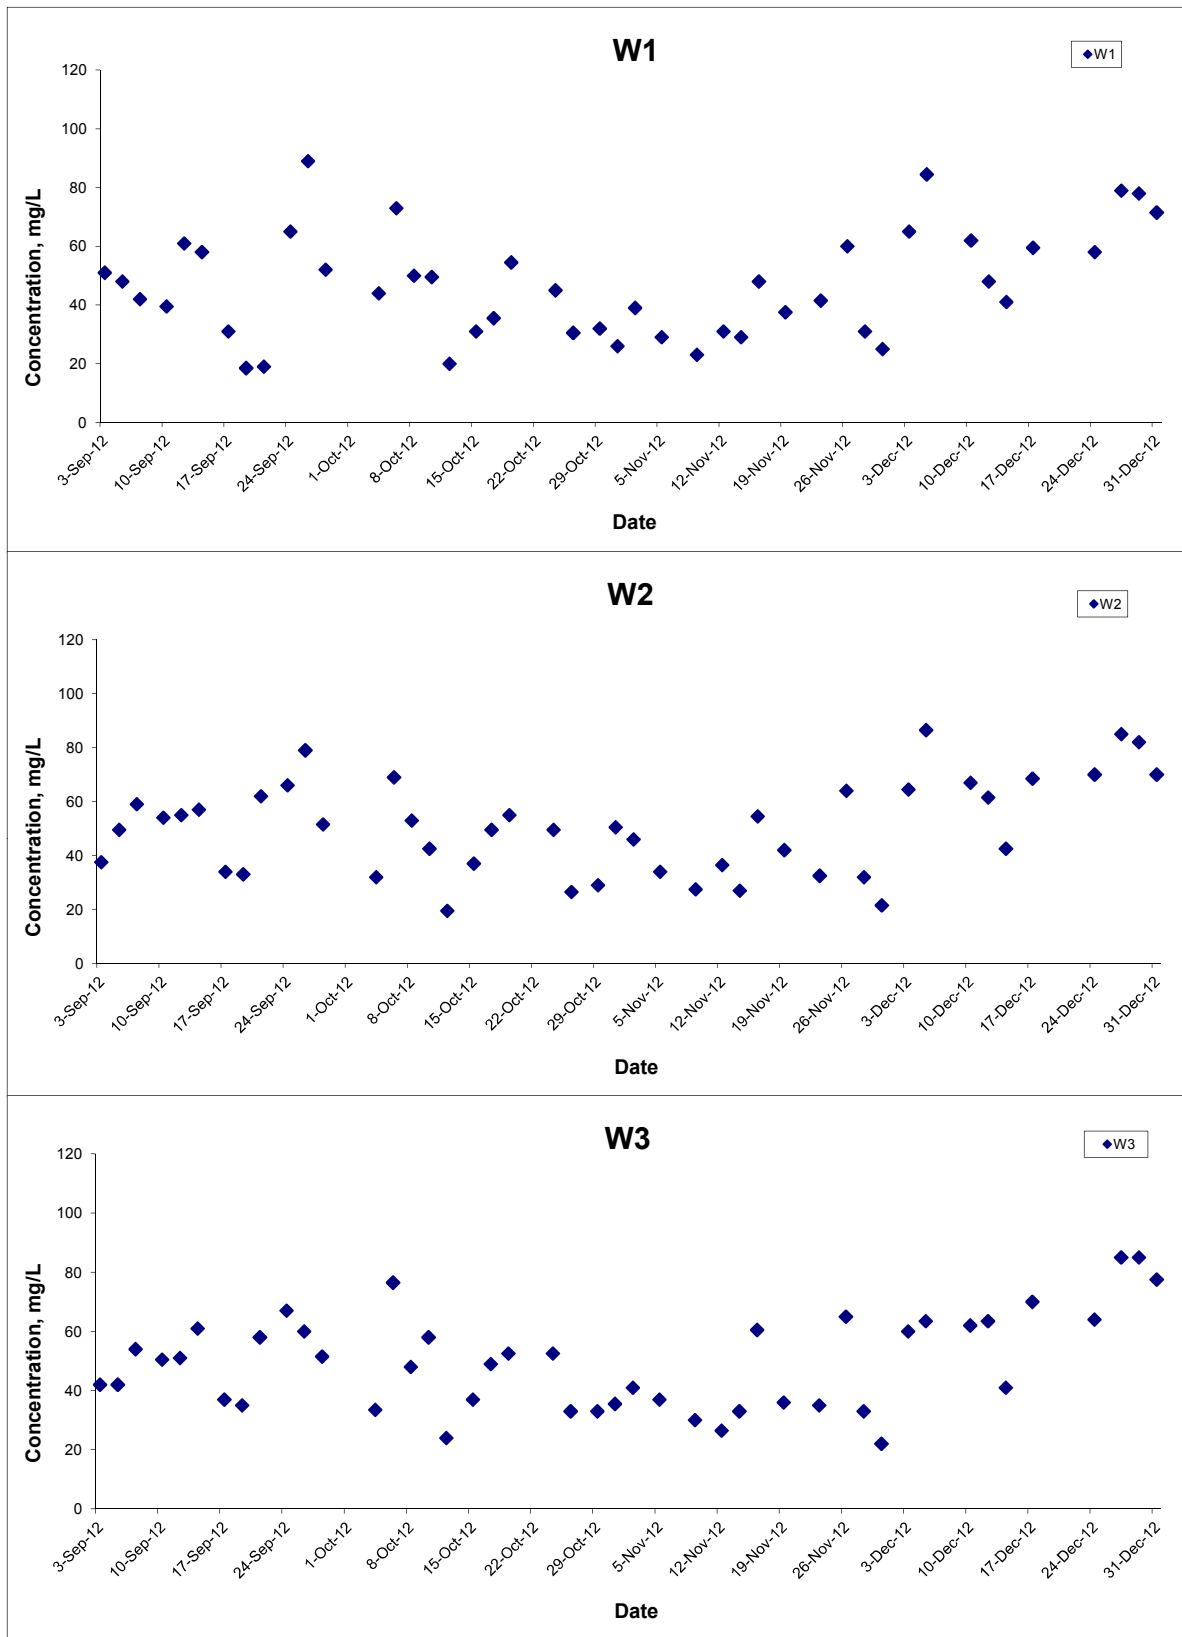 W1
W1
120
100
80
60
40
20
0
Concentration, mg/L
3-Sep-12
10-Sep-12
17-Sep-12
24-Sep-12
1-Oct-12
8-Oct-12
15-Oct-12
22-Oct-12
29-Oct-12
5-Nov-12
12-Nov-12
19-Nov-12
26-Nov-12
3-Dec-12
10-Dec-12
17-Dec-12
24-Dec-12
31-Dec-12
Date
W2
W2
120
100
80
60
40
20
0
Concentration, mg/L
3-Sep-12
10-Sep-12
17-Sep-12
24-Sep-12
1-Oct-12
8-Oct-12
15-Oct-12
22-Oct-12
29-Oct-12
5-Nov-12
12-Nov-12
19-Nov-12
26-Nov-12
3-Dec-12
10-Dec-12
17-Dec-12
24-Dec-12
31-Dec-12
Date
W3
W3
120
100
80
60
40
20
0
Concentration, mg/L
3-Sep-12
10-Sep-12
17-Sep-12
24-Sep-12
1-Oct-12
8-Oct-12
15-Oct-12
22-Oct-12
29-Oct-12
5-Nov-12
12-Nov-12
19-Nov-12
26-Nov-12
3-Dec-12
10-Dec-12
17-Dec-12
24-Dec-12
31-Dec-12
Date